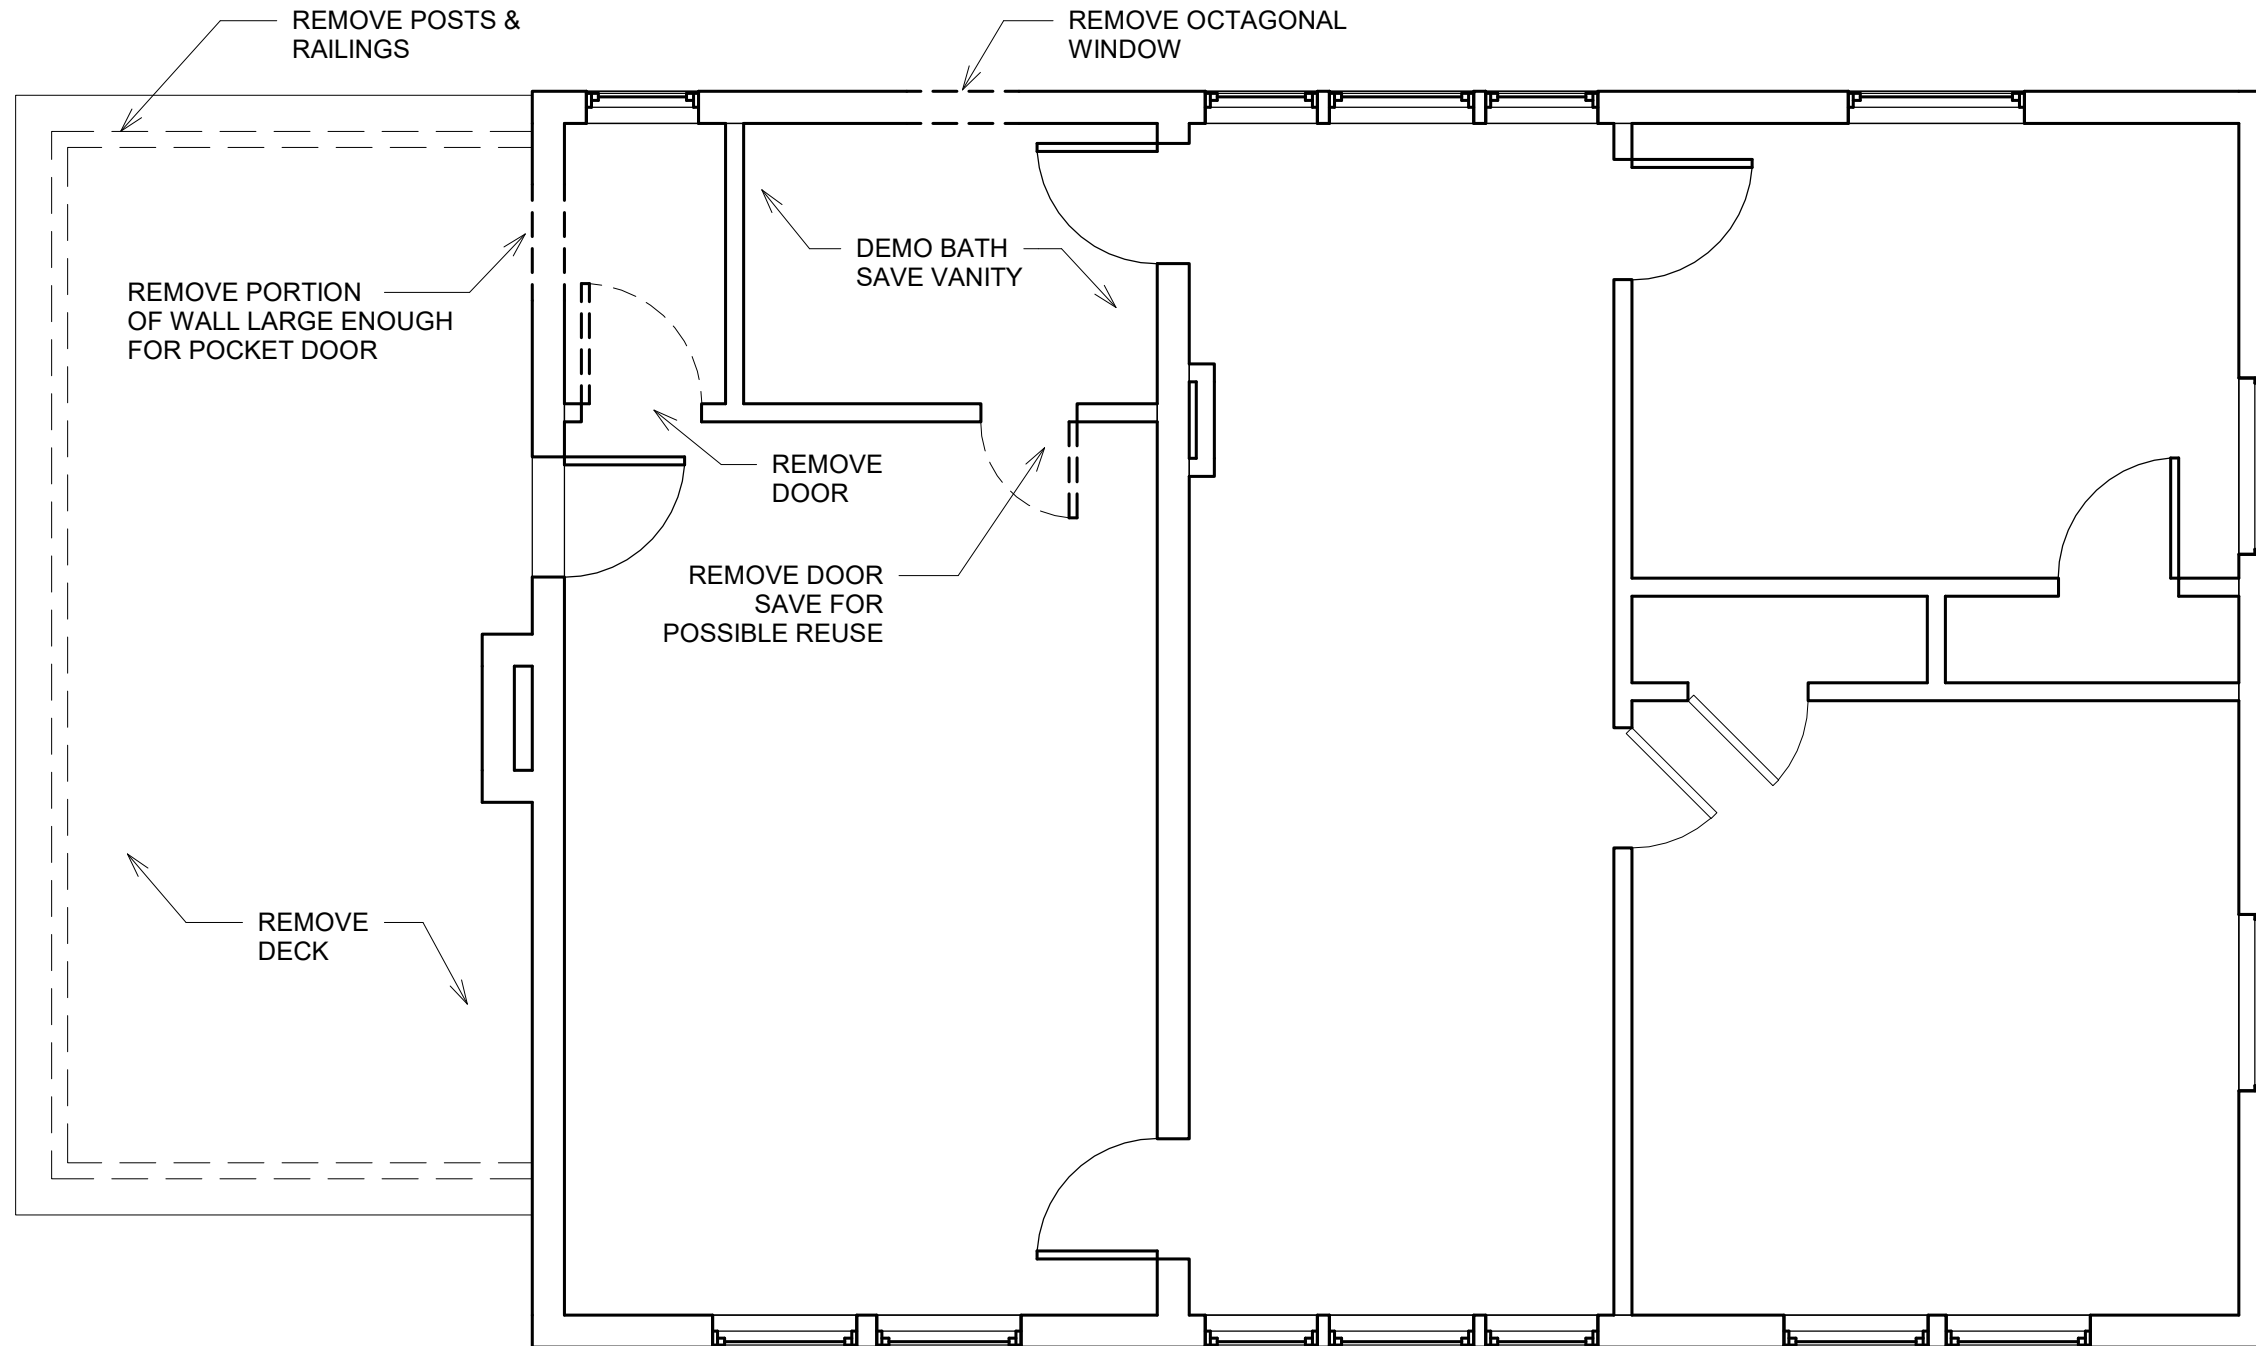 REMOVE POSTS &
RAILINGS
REMOVE OCTAGONAL
WINDOW
DEMO BATH
SAVE VANITY
REMOVE PORTION
OF WALL LARGE ENOUGH
FOR POCKET DOOR
REMOVE
DOOR
REMOVE DOOR
SAVE FOR
POSSIBLE REUSE
REMOVE
DECK